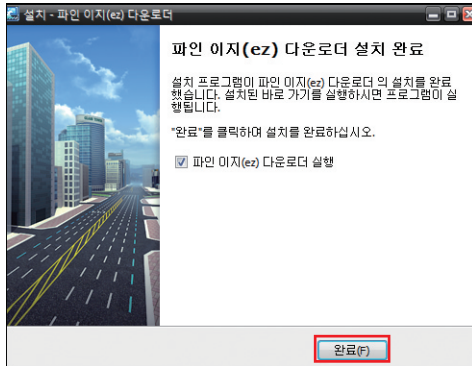 설치 - 파인 이지(ez) 다운로더
파인 이지(ez) 다운로더 설치 완료
설치 프로그램이 파인 이지(ez) 다운로더 의 설치를 완료
했습니다. 설치된 바로 가기를 실행하시면 프로그램이 실
행됩니다.
"완료"를 클릭하여 설치를 완료하십시오.
파인 이지(ez) 다운로더 실행
완료(F)